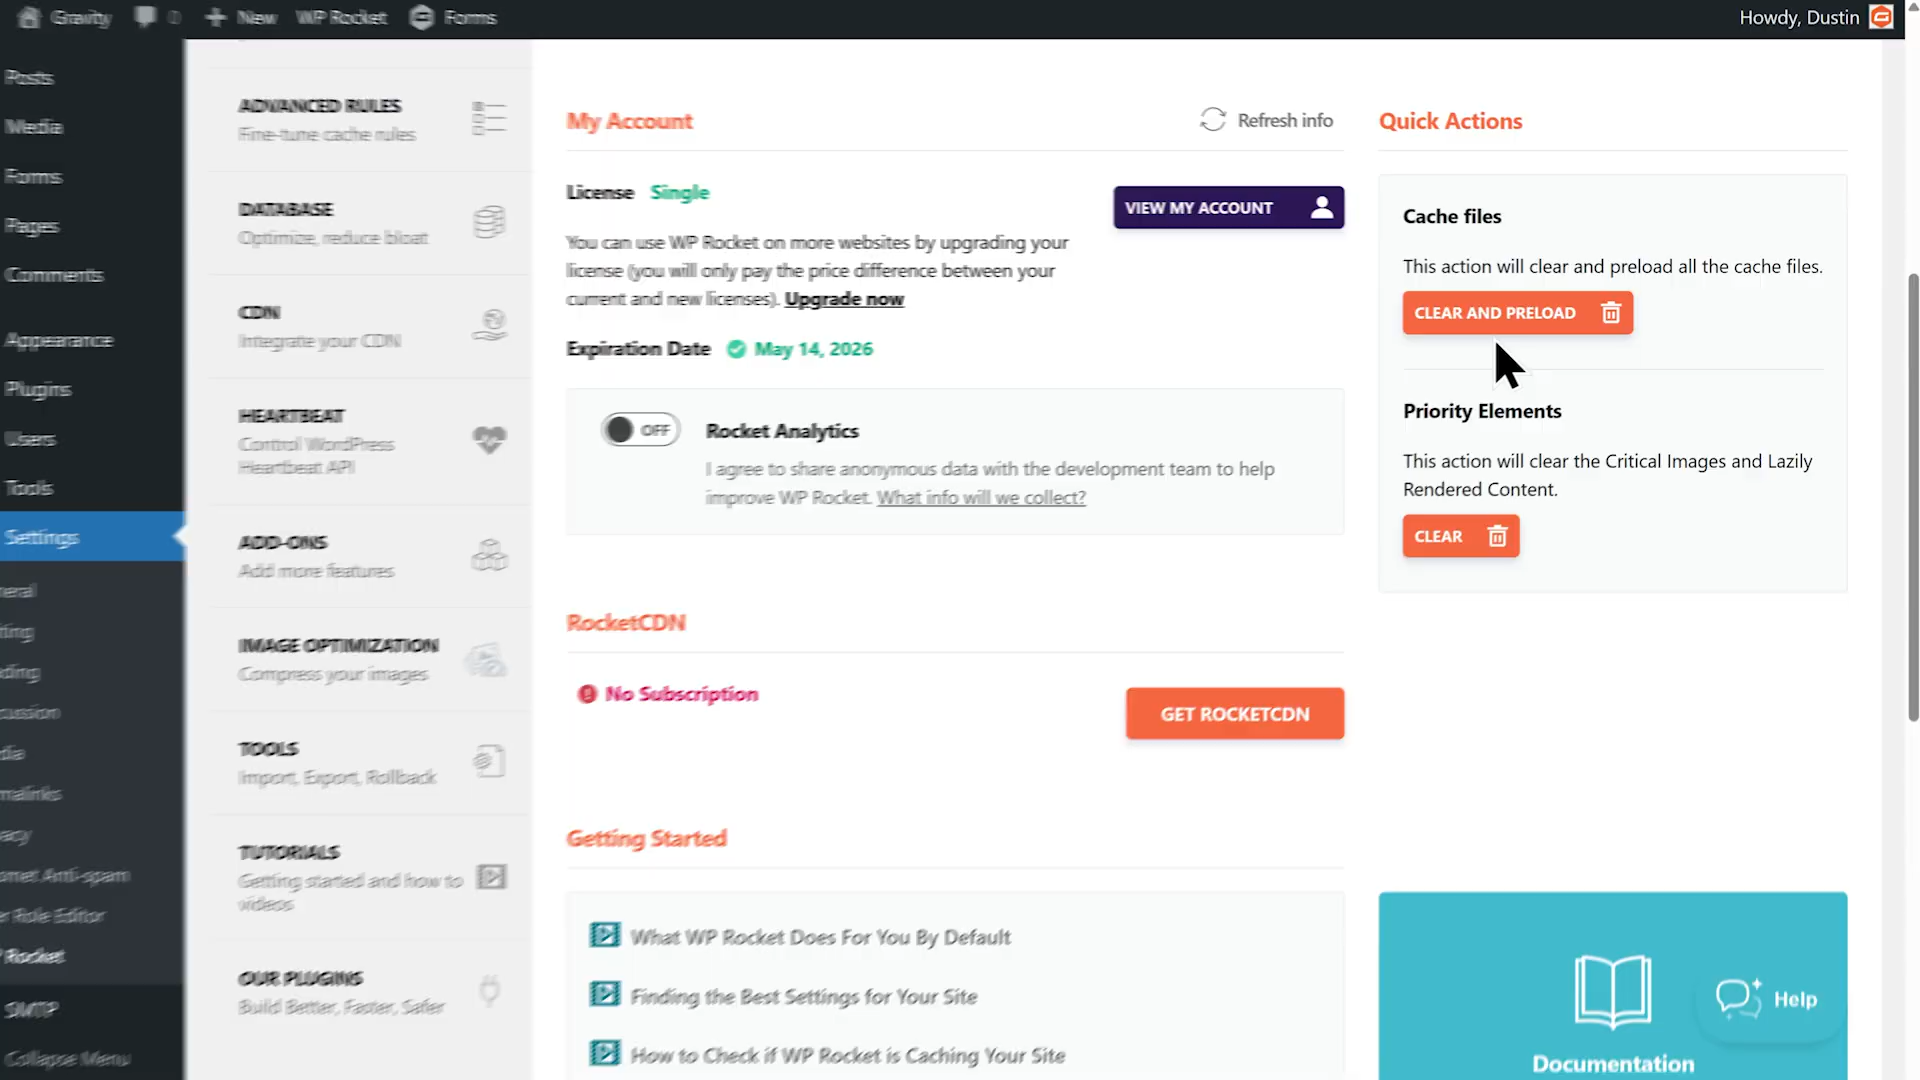 Gravity
0
New
WP Rocket
Forms
Howdy, Dustin
Posts
Media
Forms
Pages
Comments
Appearance
Plugins
Users
Tools
Settings
eral
ting
ding
cussion
dia
malinks
acy
met Anti-spam
er Role Editor
Rocket
SMTP
Collapse Menu
ADVANCED RULES
Fine-tune cache rules
DATABASE
Optimize, reduce bloat
CDN
Integrate your CDN
HEARTBEAT
Control WordPress
Heartbeat API
ADD-ONS
Add more features
IMAGE OPTIMIZATION
Compress your images
TOOLS
Import, Export, Rollback
TUTORIALS
Getting started and how to
videos
OUR PLUGINS
Build Better, Faster, Safer
My Account
Refresh info
License Single
VIEW MY ACCOUNT
You can use WP Rocket on more websites by upgrading your
license (you will only pay the price difference between your
current and new licenses). Upgrade now
Expiration Date May 14, 2026
OFF
Rocket Analytics
I agree to share anonymous data with the development team to help
improve WP Rocket. What info will we collect?
RocketCDN
No Subscription
GET ROCKETCDN
Getting Started
What WP Rocket Does For You By Default
Finding the Best Settings for Your Site
How to Check if WP Rocket is Caching Your Site
Quick Actions
Cache files
This action will clear and preload all the cache files.
CLEAR AND PRELOAD
Priority Elements
This action will clear the Critical Images and Lazily
Rendered Content.
CLEAR
Documentation
Help